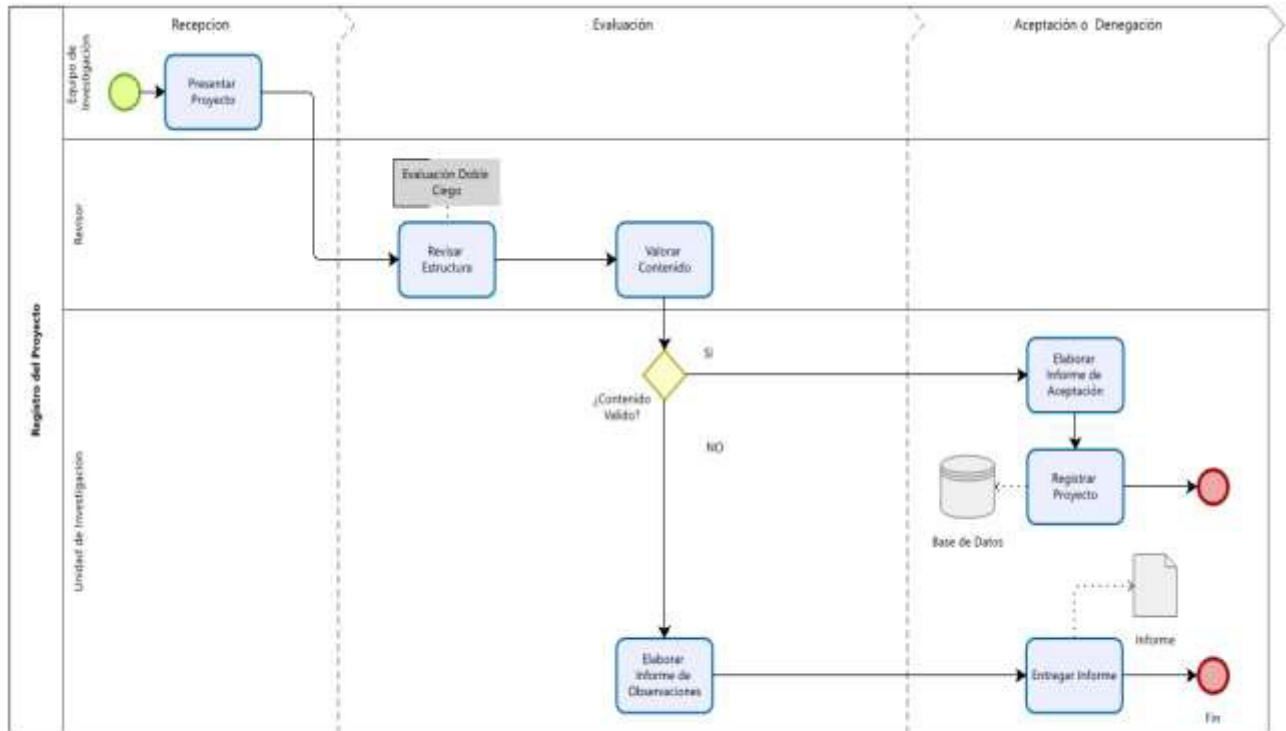 Recepcion
Evaluación
Aceptación o Denegación
Registro del Proyecto
Equipo de
Investigación
Presentar
Proyecto
Revisor
Evaluación Doble
Ciego
Revisar
Estructura
Valorar
Contenido
Unidad de Investigación
SI
¿Contenido
Valido?
NO
Elaborar
Informe de
Aceptación
Registrar
Proyecto
Base de Datos
Informe
Elaborar
Informe de
Observaciones
Entregar Informe
Fin